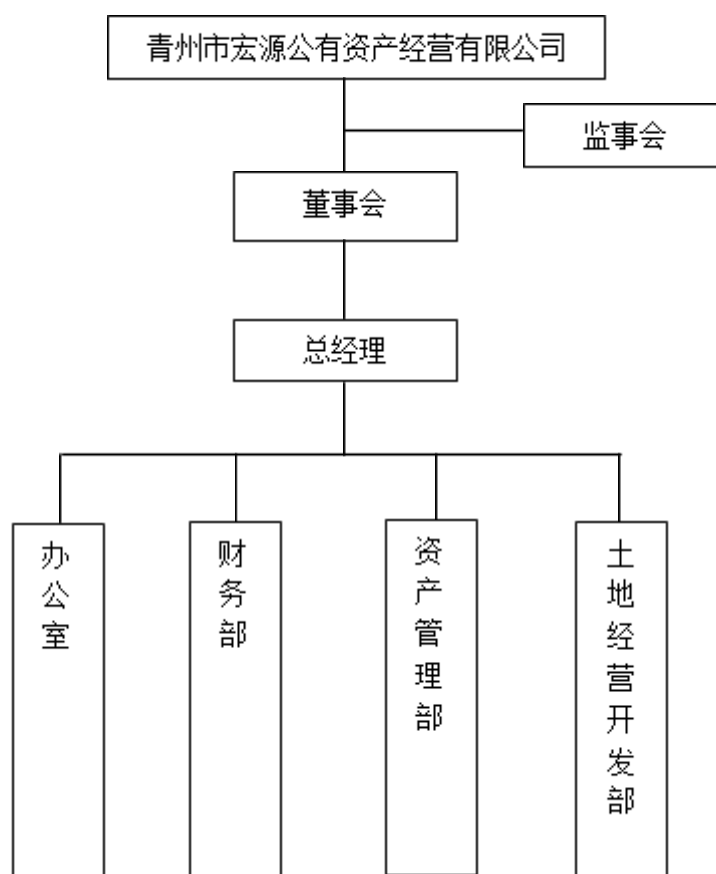 青州市宏源公有资产经营有限公司
监事会
董事会
总经理
办公室
财务部
资产管理部
土地经营开发部